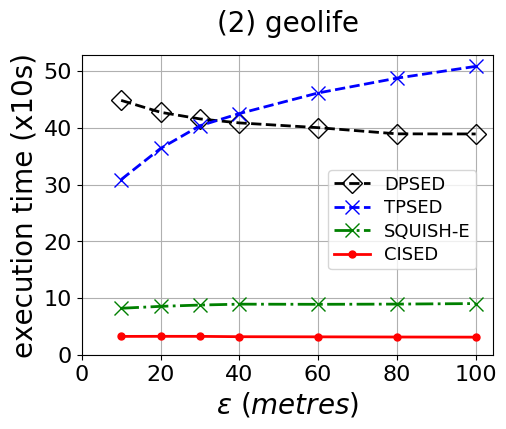 (2) geolife
execution time (x10s)
50
40
30
20
10
0
DPSED
TPSED
SQUISH-E
CISED
0 20 40 60 80 100
ε (metres)